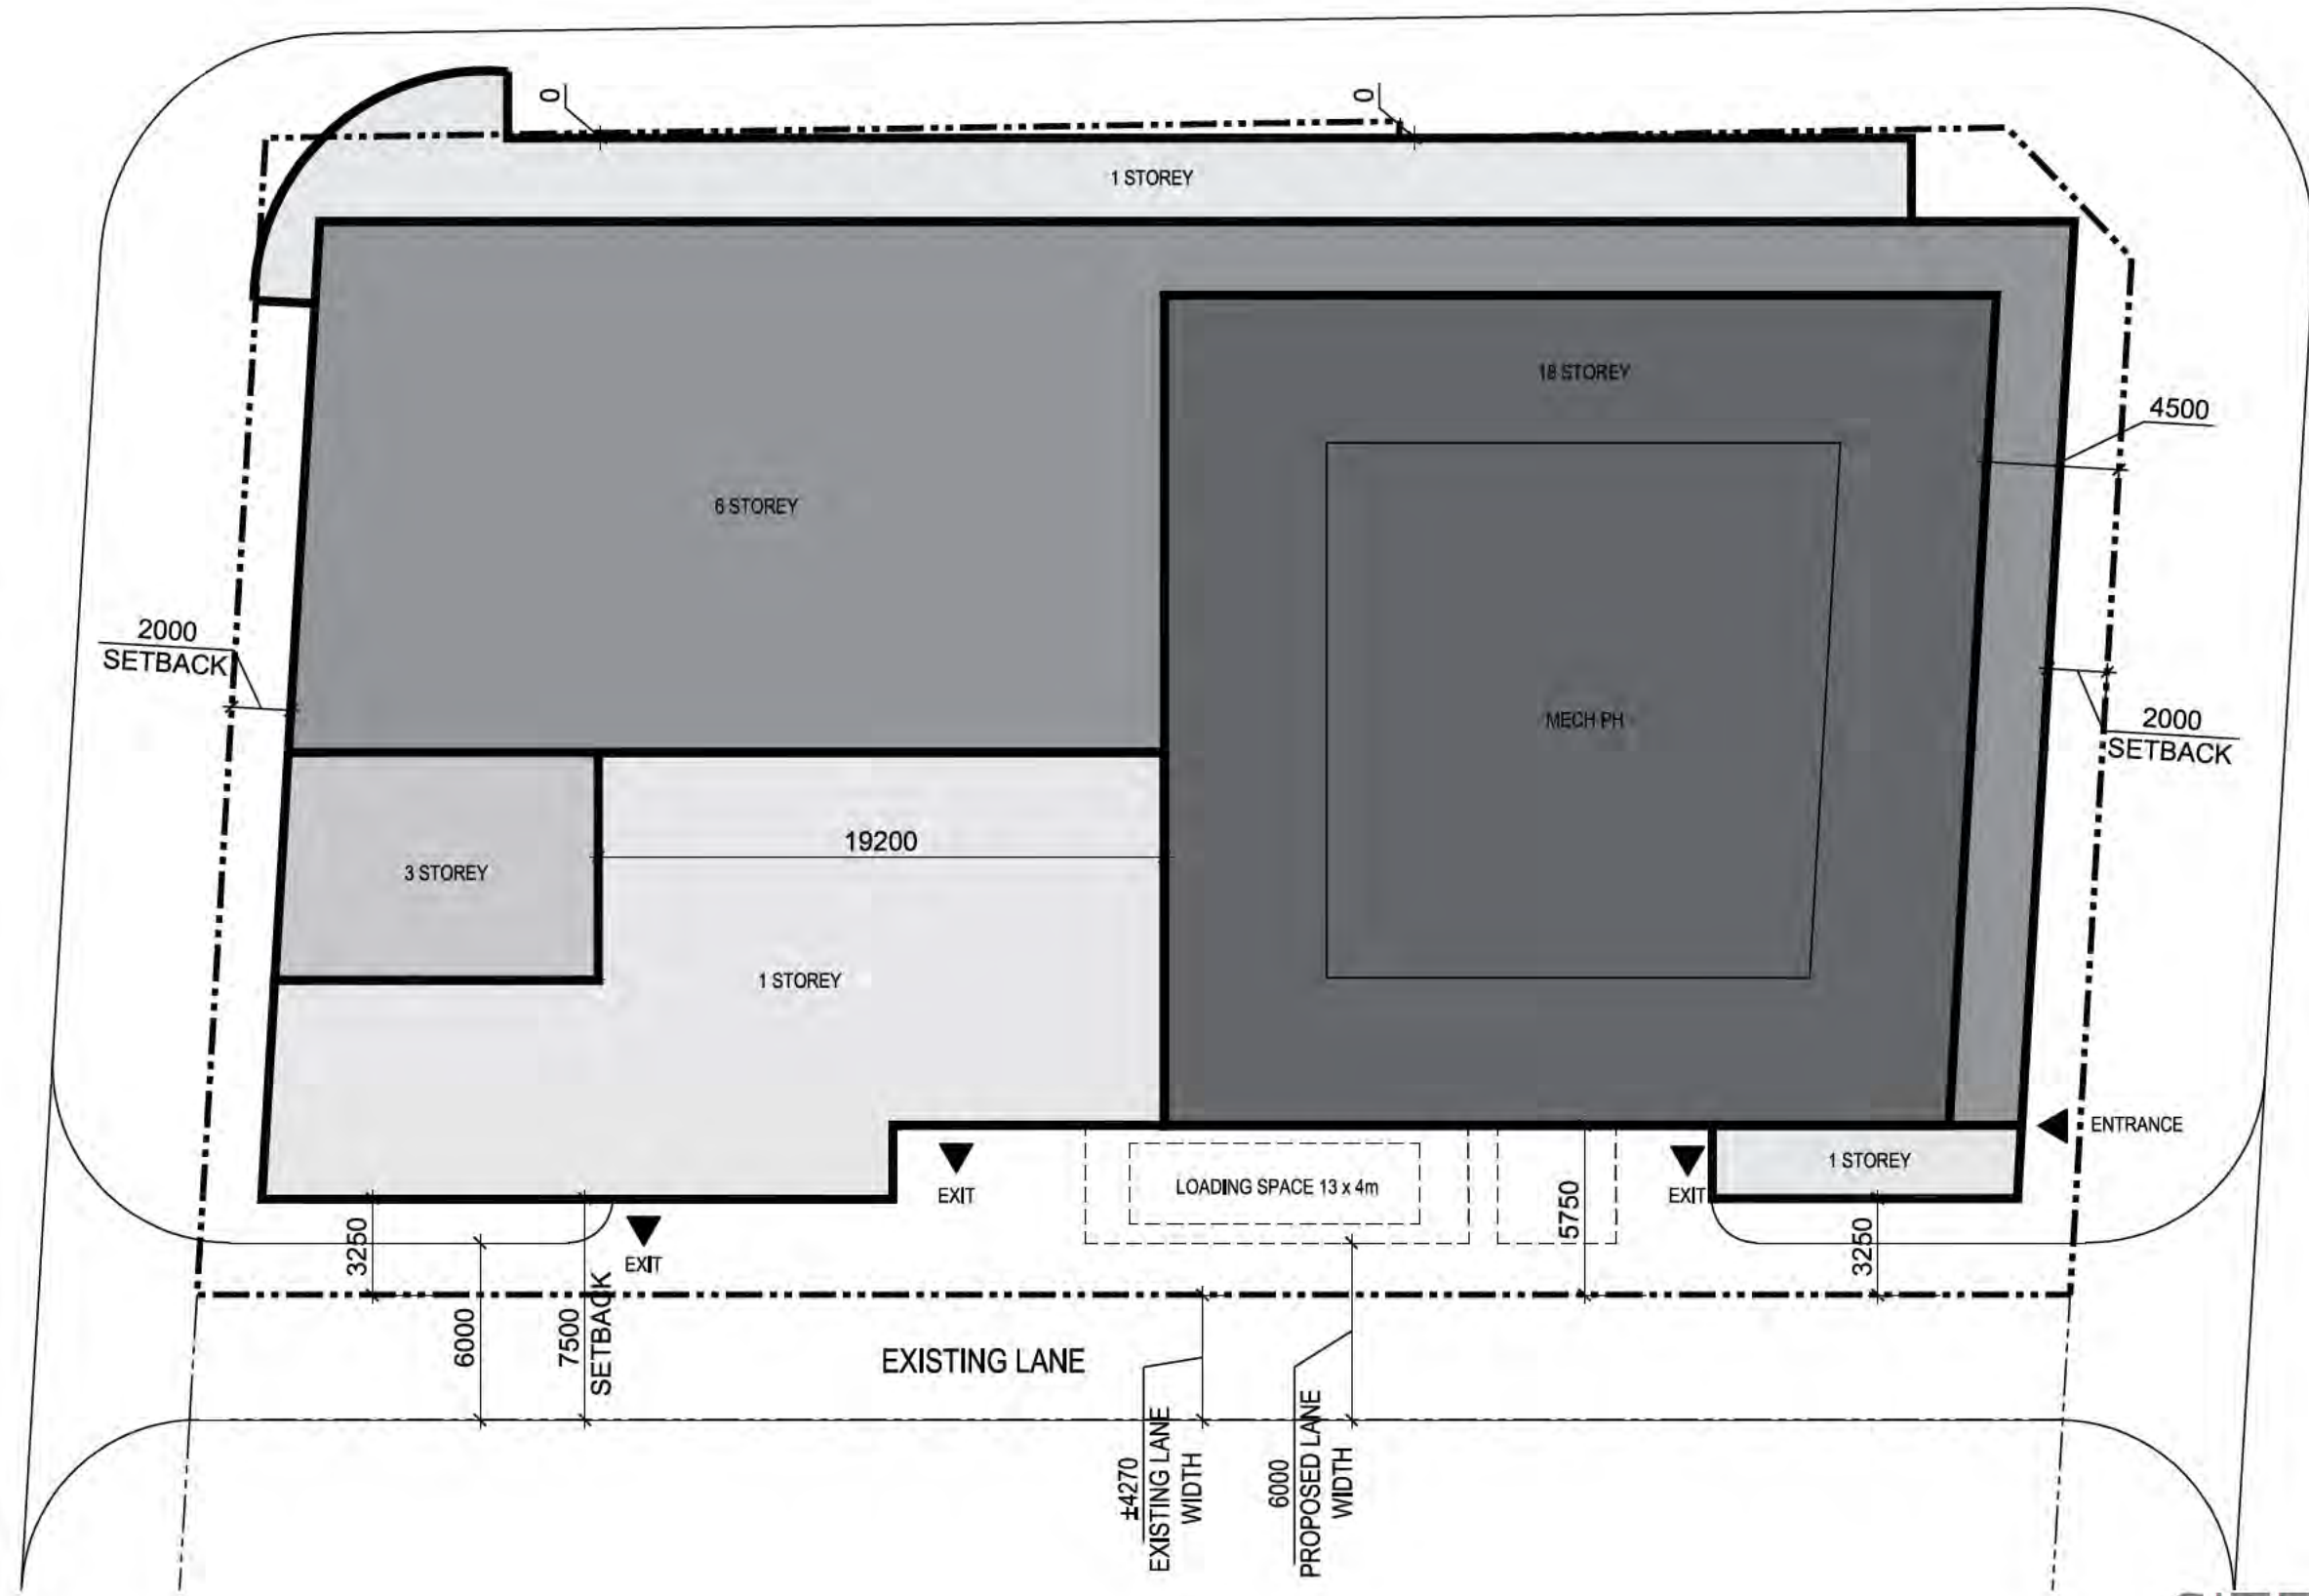 0
0
1 STOREY
18 STOREY
4500
6 STOREY
2000
SETBACK
MECH PH
2000
SETBACK
19200
3 STOREY
1 STOREY
ENTRANCE
1 STOREY
EXIT
LOADING SPACE 13 x 4m
EXIT
5750
3250
EXIT
3250
6000
7500
SETBACK
EXISTING LANE
±4270
EXISTING LANE
WIDTH
6000
PROPOSED LANE
WIDTH